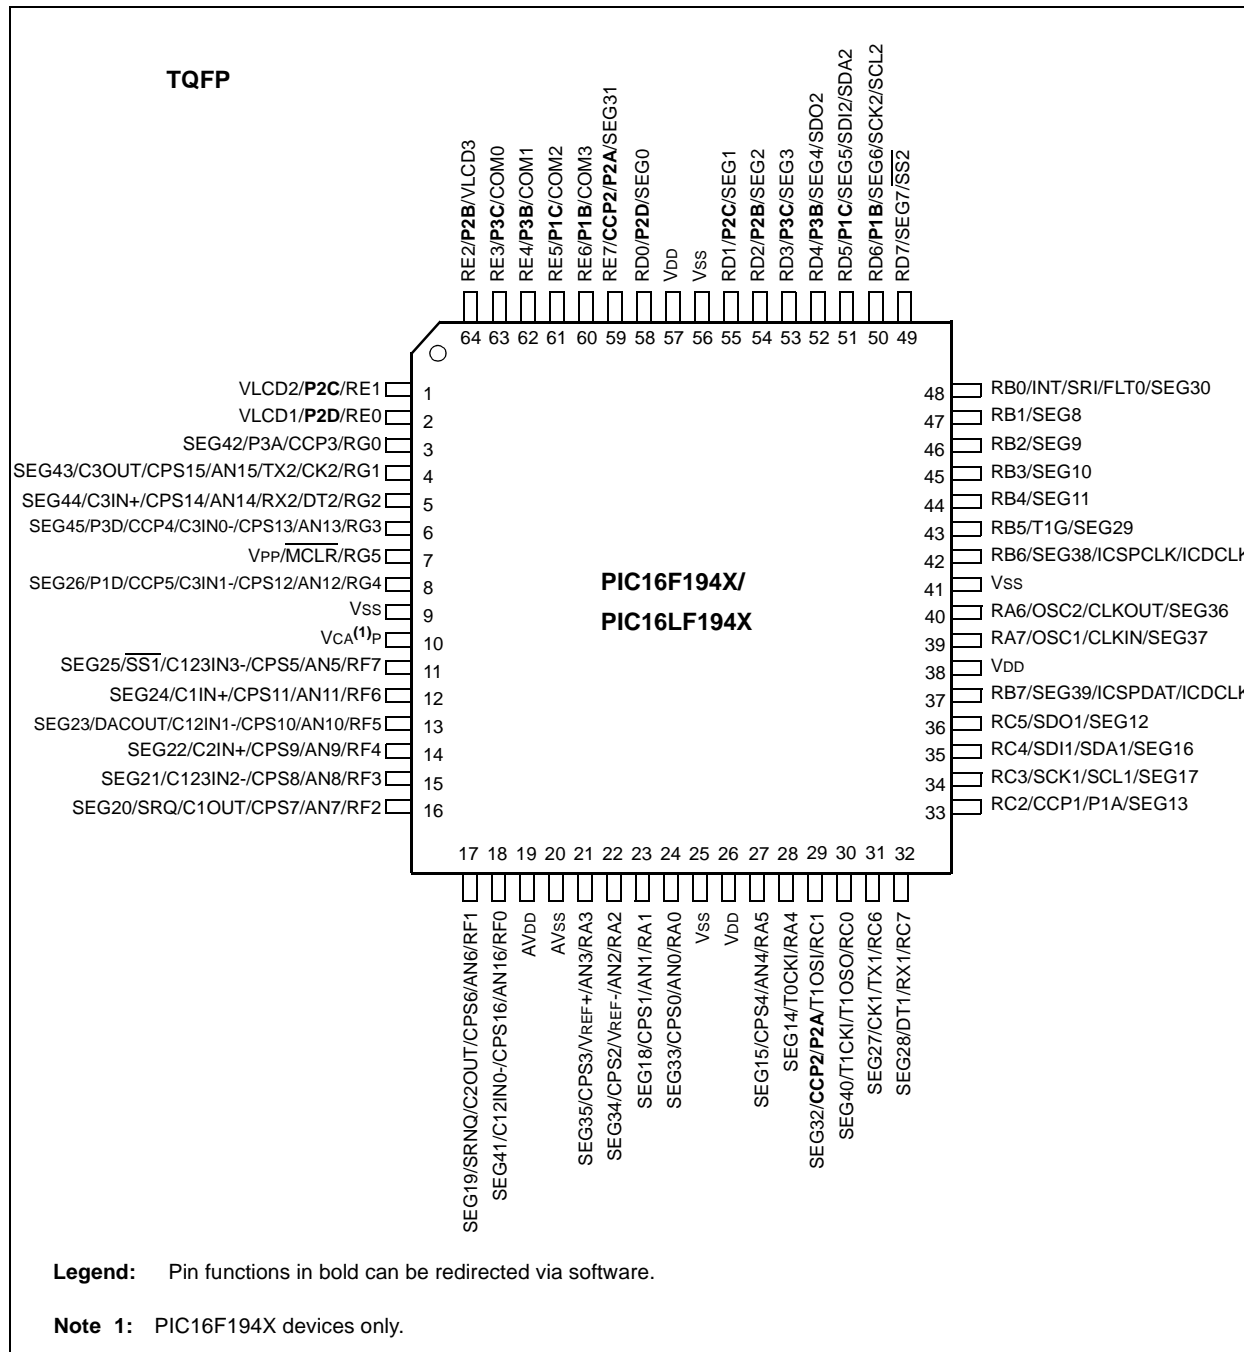 TQFP
RE2/P2B/VLCD3
RE3/P3C/COM0
RE4/P3B/COM1
RE5/P1C/COM2
RE6/P1B/COM3
RE7/CCP2/P2A/SEG31
RD0/P2D/SEG0
VDD
VSS
RD1/P2C/SEG1
RD2/P2B/SEG2
RD3/P3C/SEG3
RD4/P3B/SEG4/SDO2
RD5/P1C/SEG5/SDI2/SDA2
RD6/P1B/SEG6/SCK2/SCL2
RD7/SEG7/SS2
64 63 62 61 60 59 58 57 56 55 54 53 52 51 50 49
VLCD2/P2C/RE1 1
VLCD1/P2D/RE0 2
SEG42/P3A/CCP3/RG0 3
SEG43/C3OUT/CPS15/AN15/TX2/CK2/RG1 4
SEG44/C3IN+/CPS14/AN14/RX2/DT2/RG2 5
SEG45/P3D/CCP4/C3IN0-/CPS13/AN13/RG3 6
VPP/MCLR/RG5 7
SEG26/P1D/CCP5/C3IN1-/CPS12/AN12/RG4 8
VSS 9
VCA(1)P 10
SEG25/SS1/C123IN3-/CPS5/AN5/RF7 11
SEG24/C1IN+/CPS11/AN11/RF6 12
SEG23/DACOUT/C12IN1-/CPS10/AN10/RF5 13
SEG22/C2IN+/CPS9/AN9/RF4 14
SEG21/C123IN2-/CPS8/AN8/RF3 15
SEG20/SRQ/C1OUT/CPS7/AN7/RF2 16
PIC16F194X/
PIC16LF194X
48 RB0/INT/SRI/FLT0/SEG30
47 RB1/SEG8
46 RB2/SEG9
45 RB3/SEG10
44 RB4/SEG11
43 RB5/T1G/SEG29
42 RB6/SEG38/ICSPCLK/ICDCLK
41 VSS
40 RA6/OSC2/CLKOUT/SEG36
39 RA7/OSC1/CLKIN/SEG37
38 VDD
37 RB7/SEG39/ICSPDAT/ICDCLK
36 RC5/SDO1/SEG12
35 RC4/SDI1/SDA1/SEG16
34 RC3/SCK1/SCL1/SEG17
33 RC2/CCP1/P1A/SEG13
17 18 19 20 21 22 23 24 25 26 27 28 29 30 31 32
SEG19/SRNQ/C2OUT/CPS6/AN6/RF1
SEG41/C12IN0-/CPS16/AN16/RF0
AVDD
AVSS
SEG35/CPS3/VREF+/AN3/RA3
SEG34/CPS2/VREF-/AN2/RA2
SEG18/CPS1/AN1/RA1
SEG33/CPS0/AN0/RA0
VSS
VDD
SEG15/CPS4/AN4/RA5
SEG14/T0CKI/RA4
SEG32/CCP2/P2A/T1OSI/RC1
SEG40/T1CKI/T1OSO/RC0
SEG27/CK1/TX1/RC6
SEG28/DT1/RX1/RC7
Legend: Pin functions in bold can be redirected via software.
Note 1: PIC16F194X devices only.